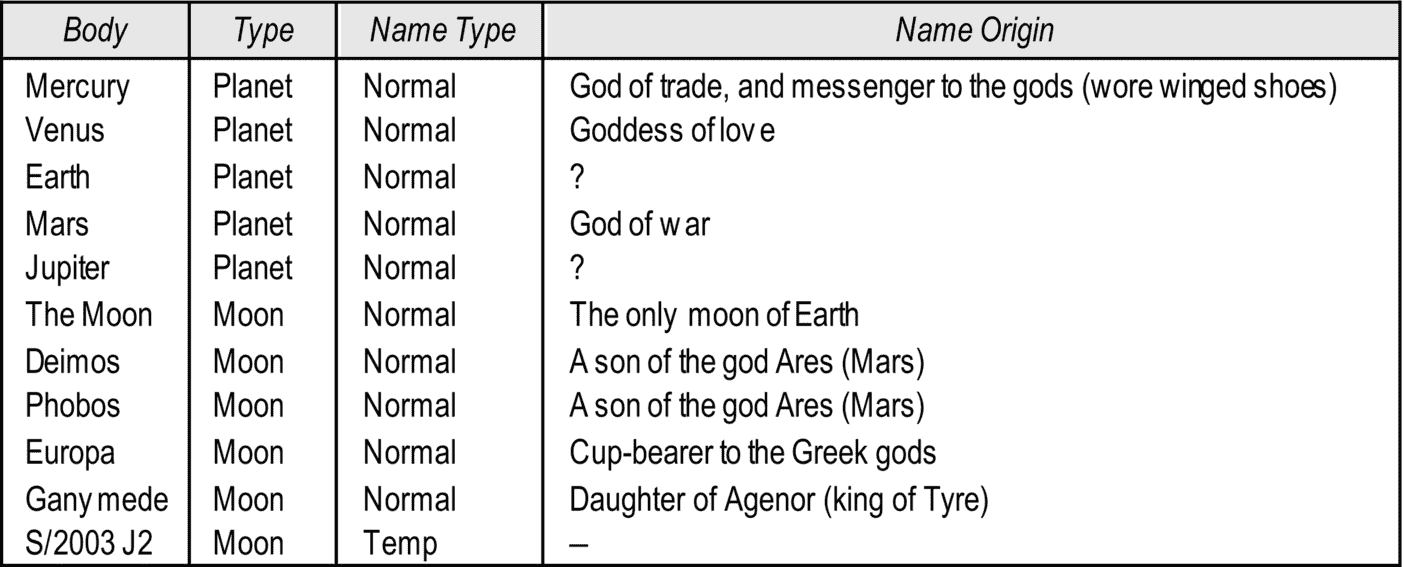 Body Type Name Type Name Origin
Mercury Planet Normal God of trade, and messenger to the gods (wore winged shoes)
Venus Planet Normal Goddess of love
Earth Planet Normal ?
Mars Planet Normal God of war
Jupiter Planet Normal ?
The Moon Moon Normal The only moon of Earth
Deimos Moon Normal A son of the god Ares (Mars)
Phobos Moon Normal A son of the god Ares (Mars)
Europa Moon Normal Cup-bearer to the Greek gods
Ganymede Moon Normal Daughter of Agenor (king of Tyre)
S/2003 J2 Moon Temp –